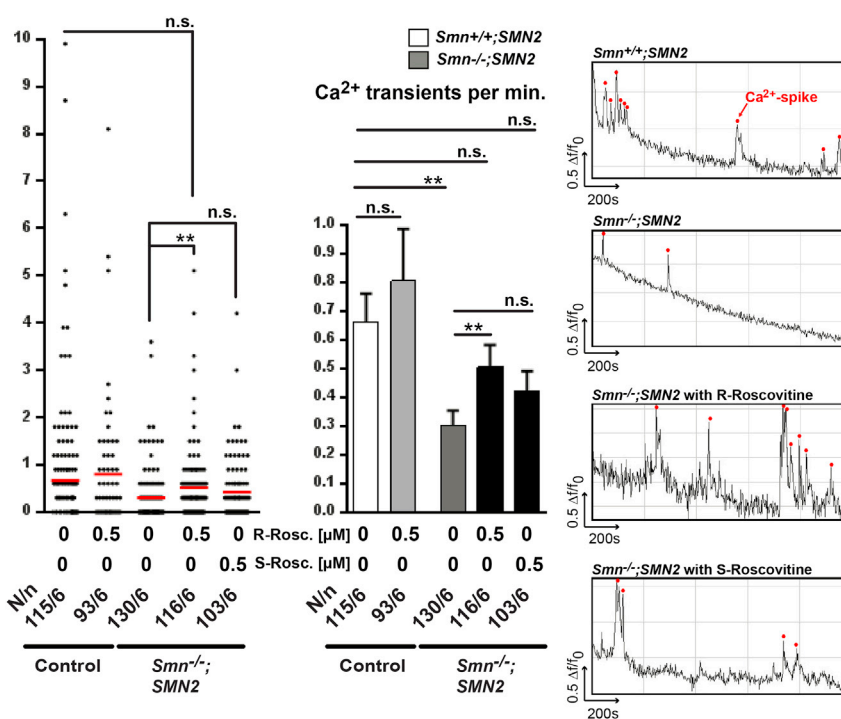 n.s.
10
9
8
7
6
5
4
3
2
1
0
n.s.
**
Smn+/+;SMN2
Smn-/-;SMN2
Ca2+ transients per min.
n.s.
n.s.
**
n.s.
1.0
0.9
0.8
0.7
0.6
0.5
0.4
0.3
0.2
0.1
0.0
n.s.
**
0 0.5 0 0.5 0 R-Rosc. [µM] 0 0.5 0 0.5 0
0 0 0 0 0.5 S-Rosc. [µM] 0 0 0 0 0.5
N/n 115/6 93/6 130/6 116/6 103/6 N/n 115/6 93/6 130/6 116/6 103/6
Control Smn-/-; Control Smn-/-;
SMN2 SMN2
Smn+/+;SMN2
Ca2+-spike
0.5 Δf/f0
200s
Smn-/-;SMN2
0.5 Δf/f0
200s
Smn-/-;SMN2 with R-Roscovitine
0.5 Δf/f0
200s
Smn-/-;SMN2 with S-Roscovitine
0.5 Δf/f0
200s